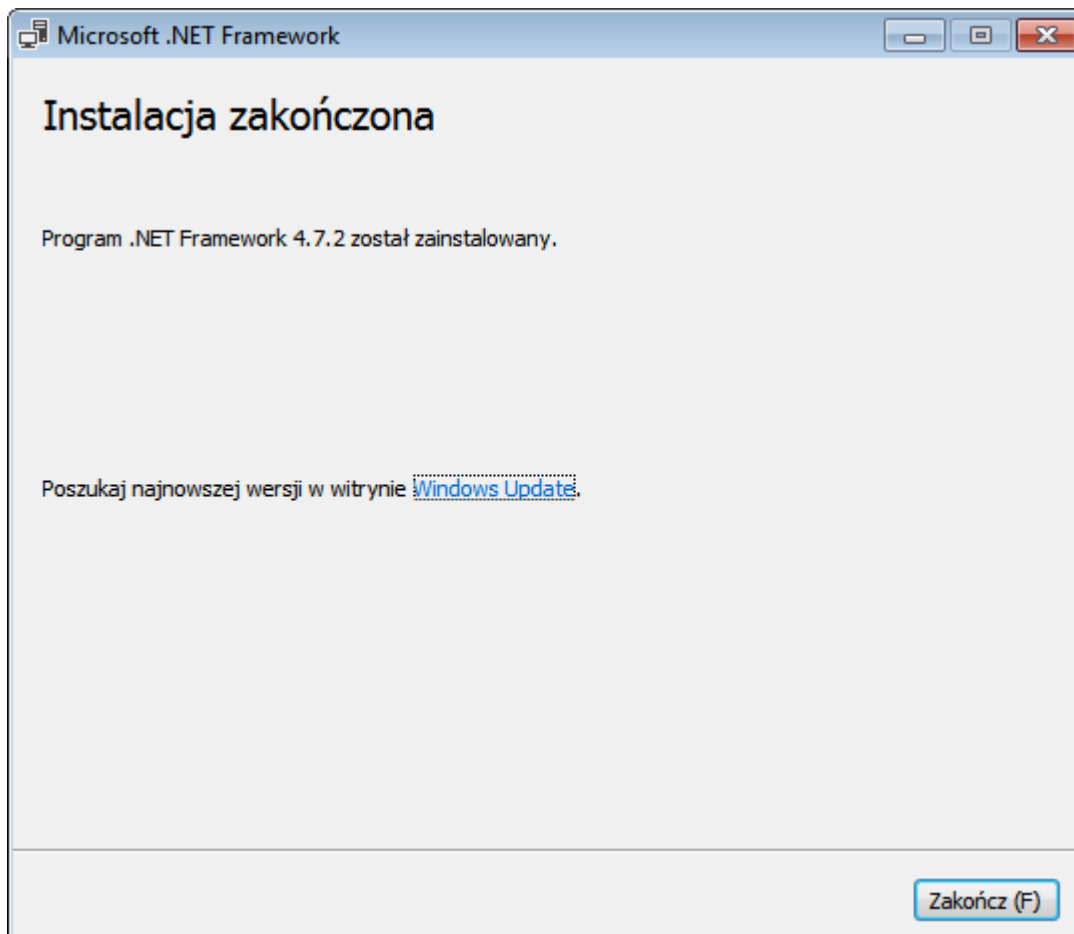 Microsoft .NET Framework
Instalacja zakończona
Program .NET Framework 4.7.2 został zainstalowany.
Poszukaj najnowszej wersji w witrynie Windows Update.
Zakończ (F)